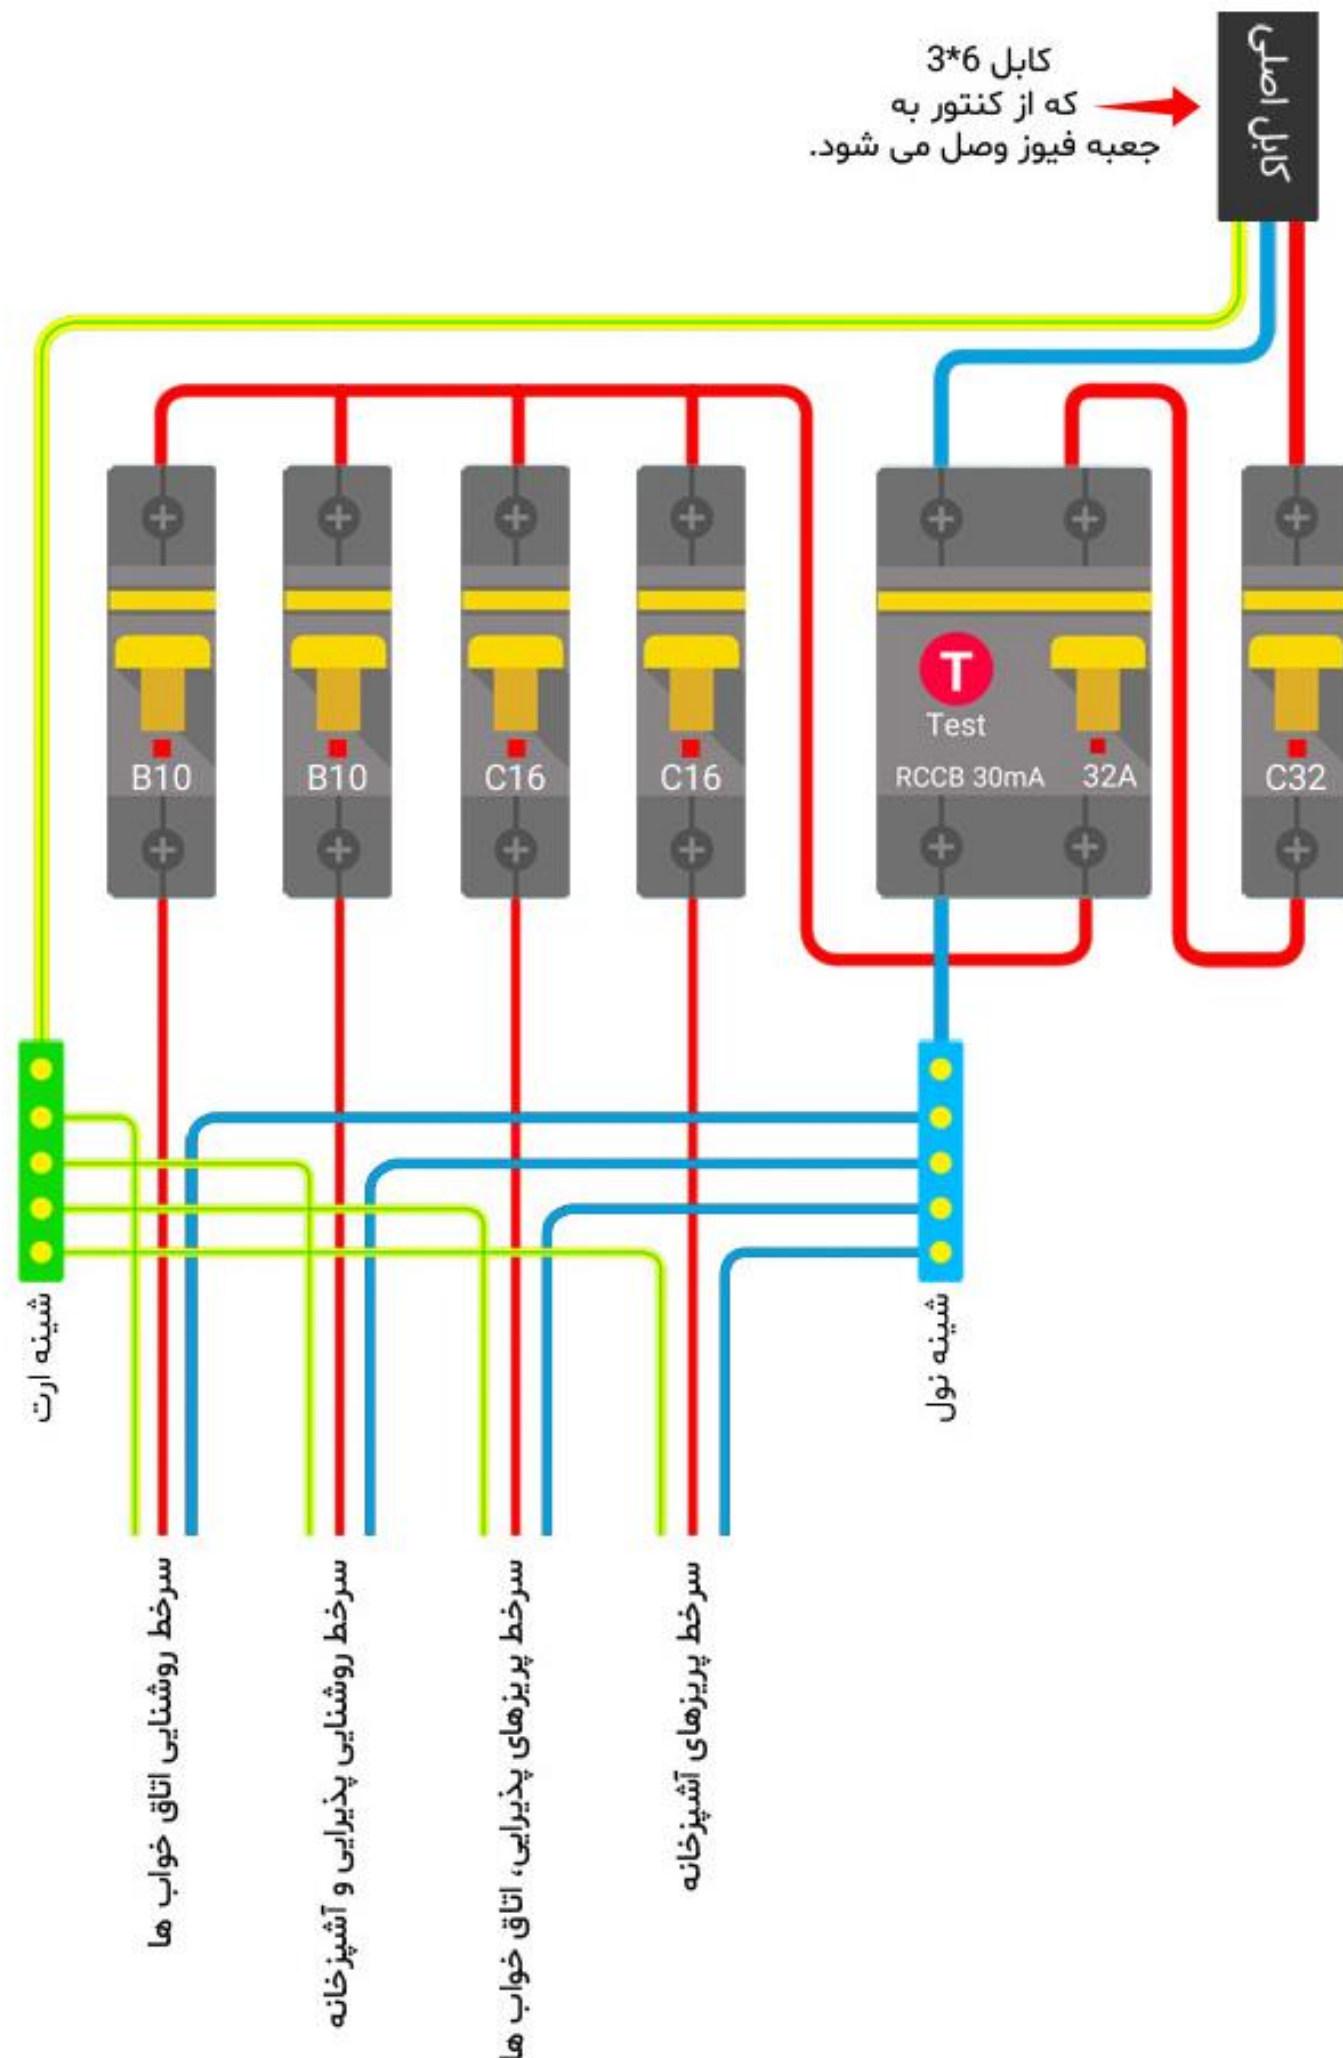 کابل 6*3
که از کنتور به
جعبه فیوز وصل می شود.
کابل اصلی
B10
B10
C16
C16
T
Test
RCCB 30mA
32A
C32
شینه ارت
شینه نول
سرخط روشنایی اتاق خواب ها
سرخط روشنایی پذیرایی و آشپزخانه
سرخط پریزهای پذیرایی، اتاق خواب ها
سرخط پریزهای آشپزخانه